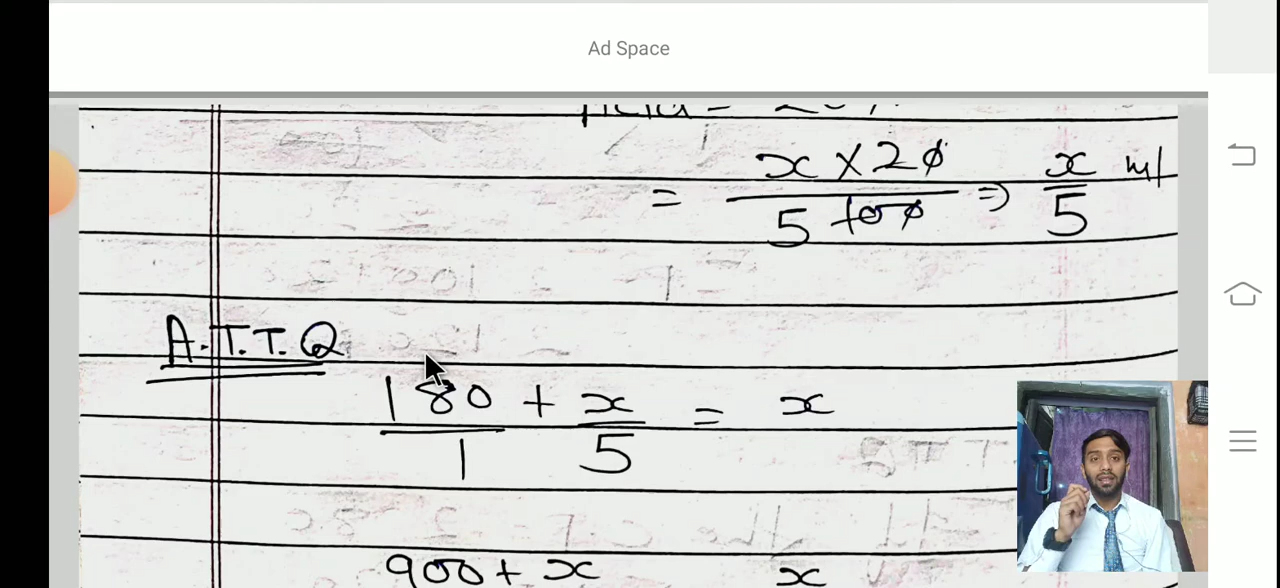 Ad Space
= x × 20 / 5 100 ⇒ x/5 ml
A.T.T.Q
180/1 + x/5 = x
900 + x x